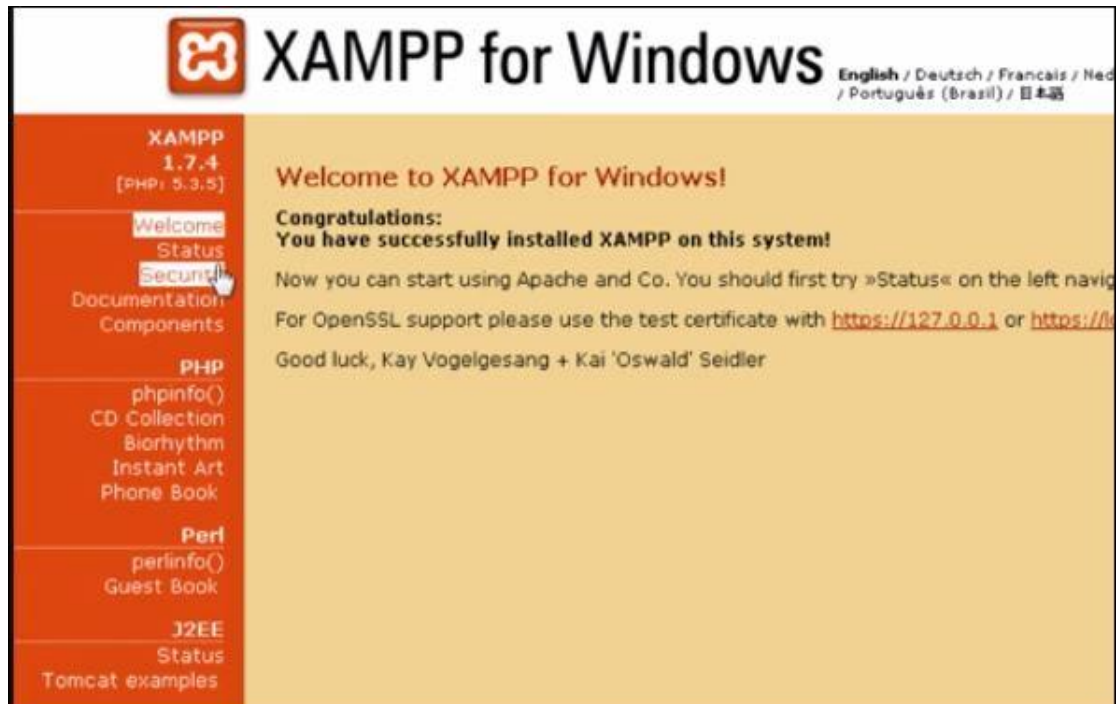 XAMPP for Windows
English / Deutsch / Francais / Ned
/ Português (Brasil) / 日本語
XAMPP
1.7.4
[PHP: 5.3.5]
Welcome
Status
Security
Documentation
Components
PHP
phpinfo()
CD Collection
Biorhythm
Instant Art
Phone Book
Perl
perlinfo()
Guest Book
J2EE
Status
Tomcat examples
Welcome to XAMPP for Windows!
Congratulations:
You have successfully installed XAMPP on this system!
Now you can start using Apache and Co. You should first try »Status« on the left navig
For OpenSSL support please use the test certificate with https://127.0.0.1 or https://l
Good luck, Kay Vogelgesang + Kai 'Oswald' Seidler